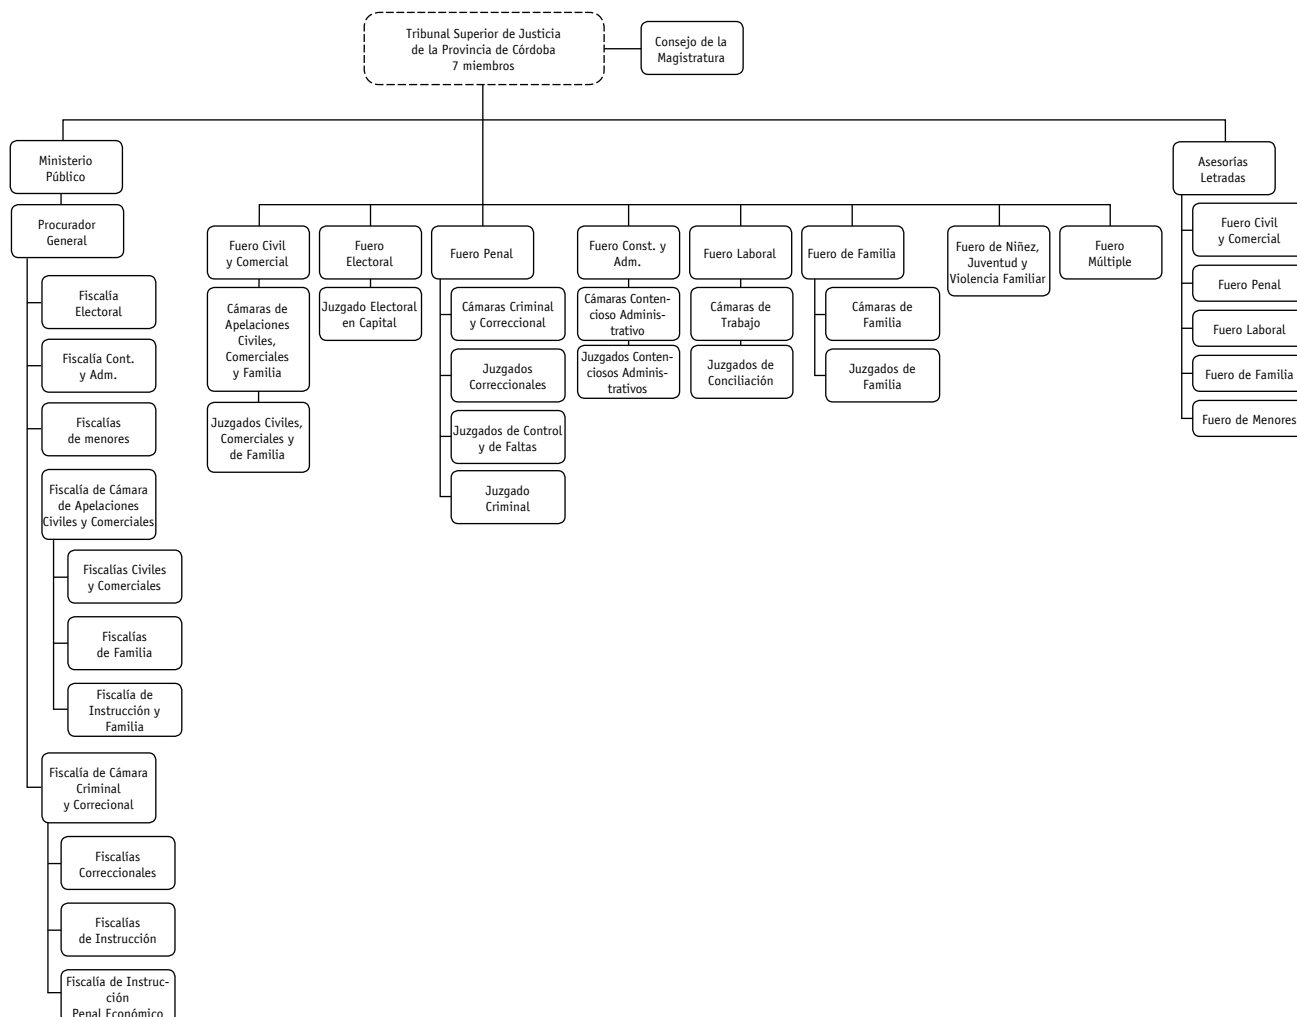 Tribunal Superior de Justicia
de la Provincia de Córdoba
7 miembros
Consejo de la
Magistratura
Ministerio
Público
Procurador
General
Fiscalía
Electoral
Fiscalía Cont.
y Adm.
Fiscalías
de menores
Fiscalía de Cámara
de Apelaciones
Civiles y Comerciales
Fiscalías Civiles
y Comerciales
Fiscalías
de Familia
Fiscalía de
Instrucción y
Familia
Fiscalía de Cámara
Criminal
y Correcional
Fiscalías
Correccionales
Fiscalías
de Instrucción
Fiscalía de Instruc-
ción
Penal Económico
Fuero Civil
y Comercial
Cámaras de
Apelaciones
Civiles,
Comerciales
y Familia
Juzgados Civiles,
Comerciales y
de Familia
Fuero
Electoral
Juzgado Electoral
en Capital
Fuero Penal
Cámaras Criminal
y Correccional
Juzgados
Correccionales
Juzgados de Control
y de Faltas
Juzgado
Criminal
Fuero Const. y
Adm.
Cámaras Conten-
cioso Adminis-
trativo
Juzgados Conten-
ciosos Adminis-
trativos
Fuero Laboral
Cámaras de
Trabajo
Juzgados de
Conciliación
Fuero de Familia
Cámaras de
Familia
Juzgados de
Familia
Fuero de Niñez,
Juventud y
Violencia Familiar
Fuero
Múltiple
Asesorías
Letradas
Fuero Civil
y Comercial
Fuero Penal
Fuero Laboral
Fuero de Familia
Fuero de Menores